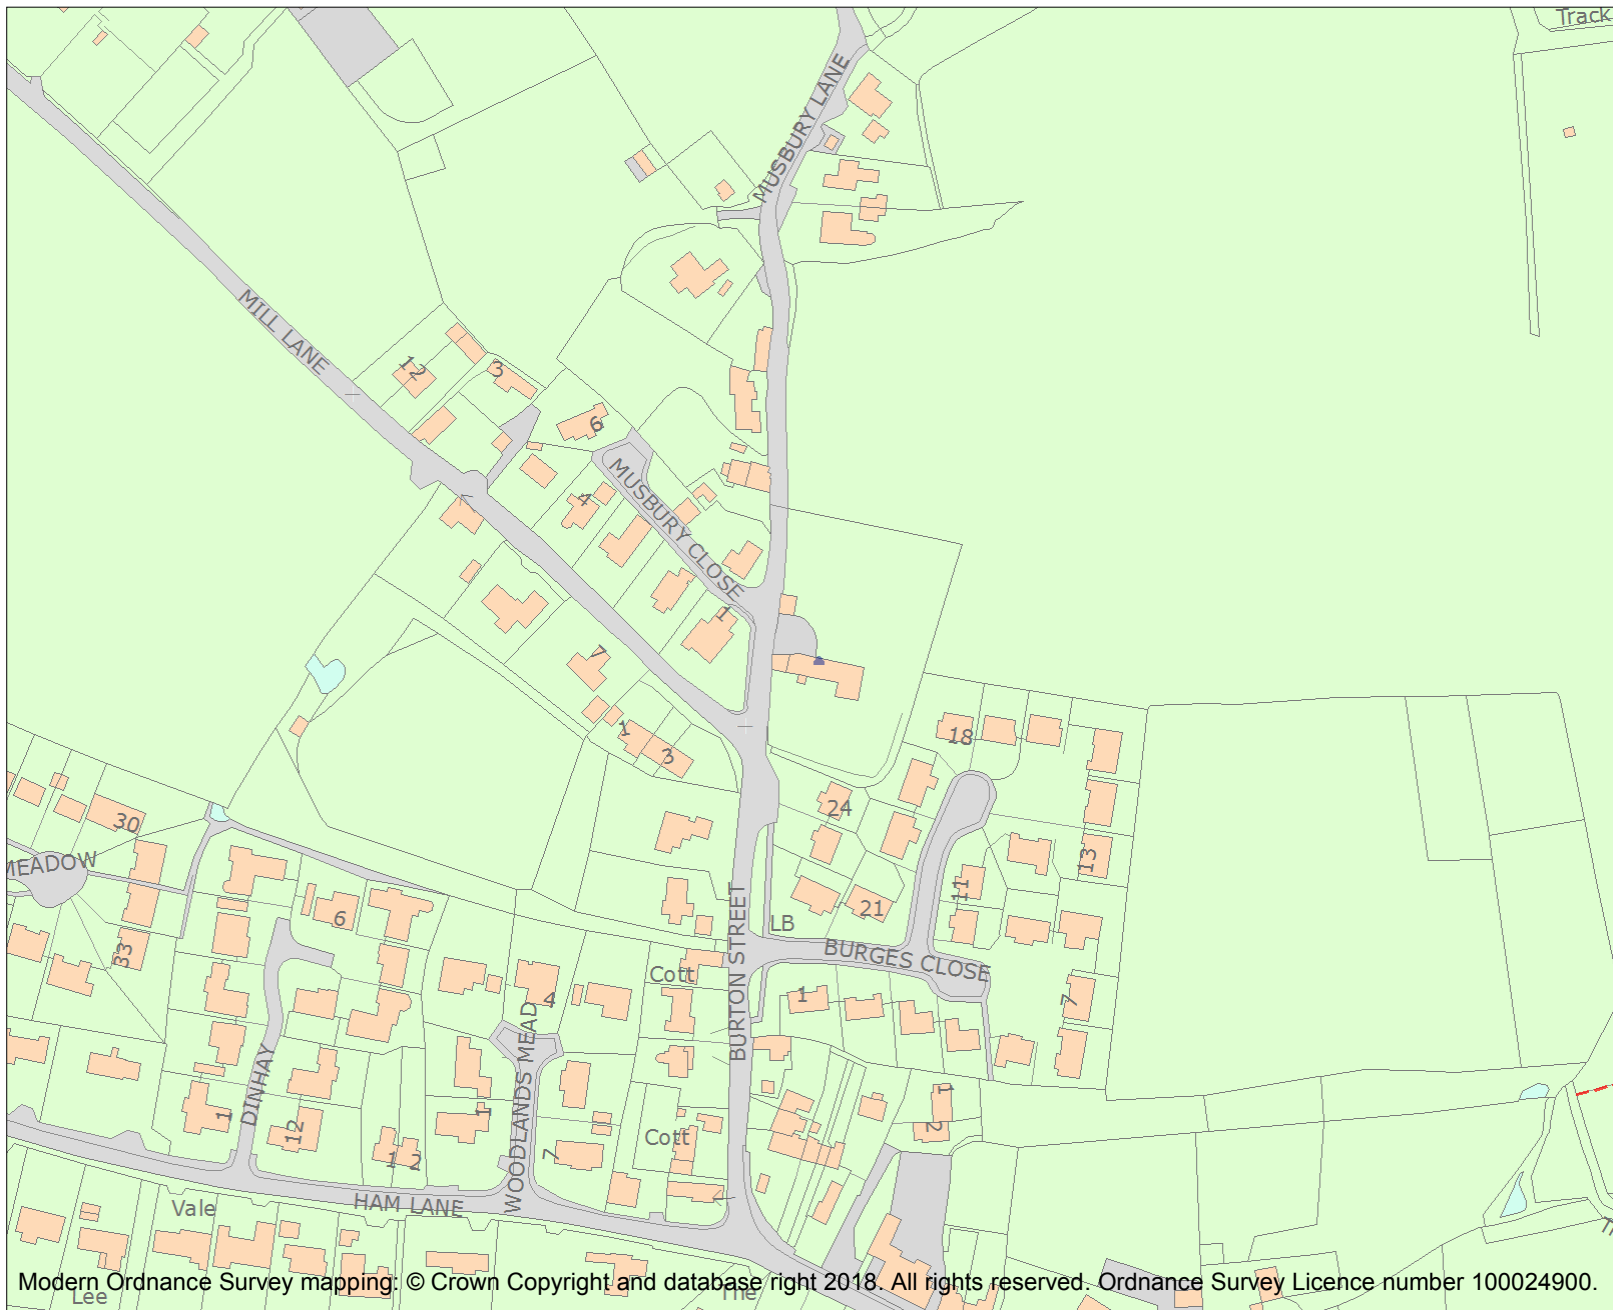 Track
MUSBURY LANE
MILL LANE
12
3
6
MUSBURY CLOSE
4
1
7
1
3
18
24
30
MEADOW
13
11
21
6
LB
33
BURTON STREET
BURGES CLOSE
Cott
4
1
7
WOODLANDS MEAD
DINHAY
1
1
1
2
12
Cott
1
2
7
HAM LANE
Vale
Modern Ordnance Survey mapping: © Crown Copyright and database right 2018. All rights reserved. Ordnance Survey Licence number 100024900.
Lee
The